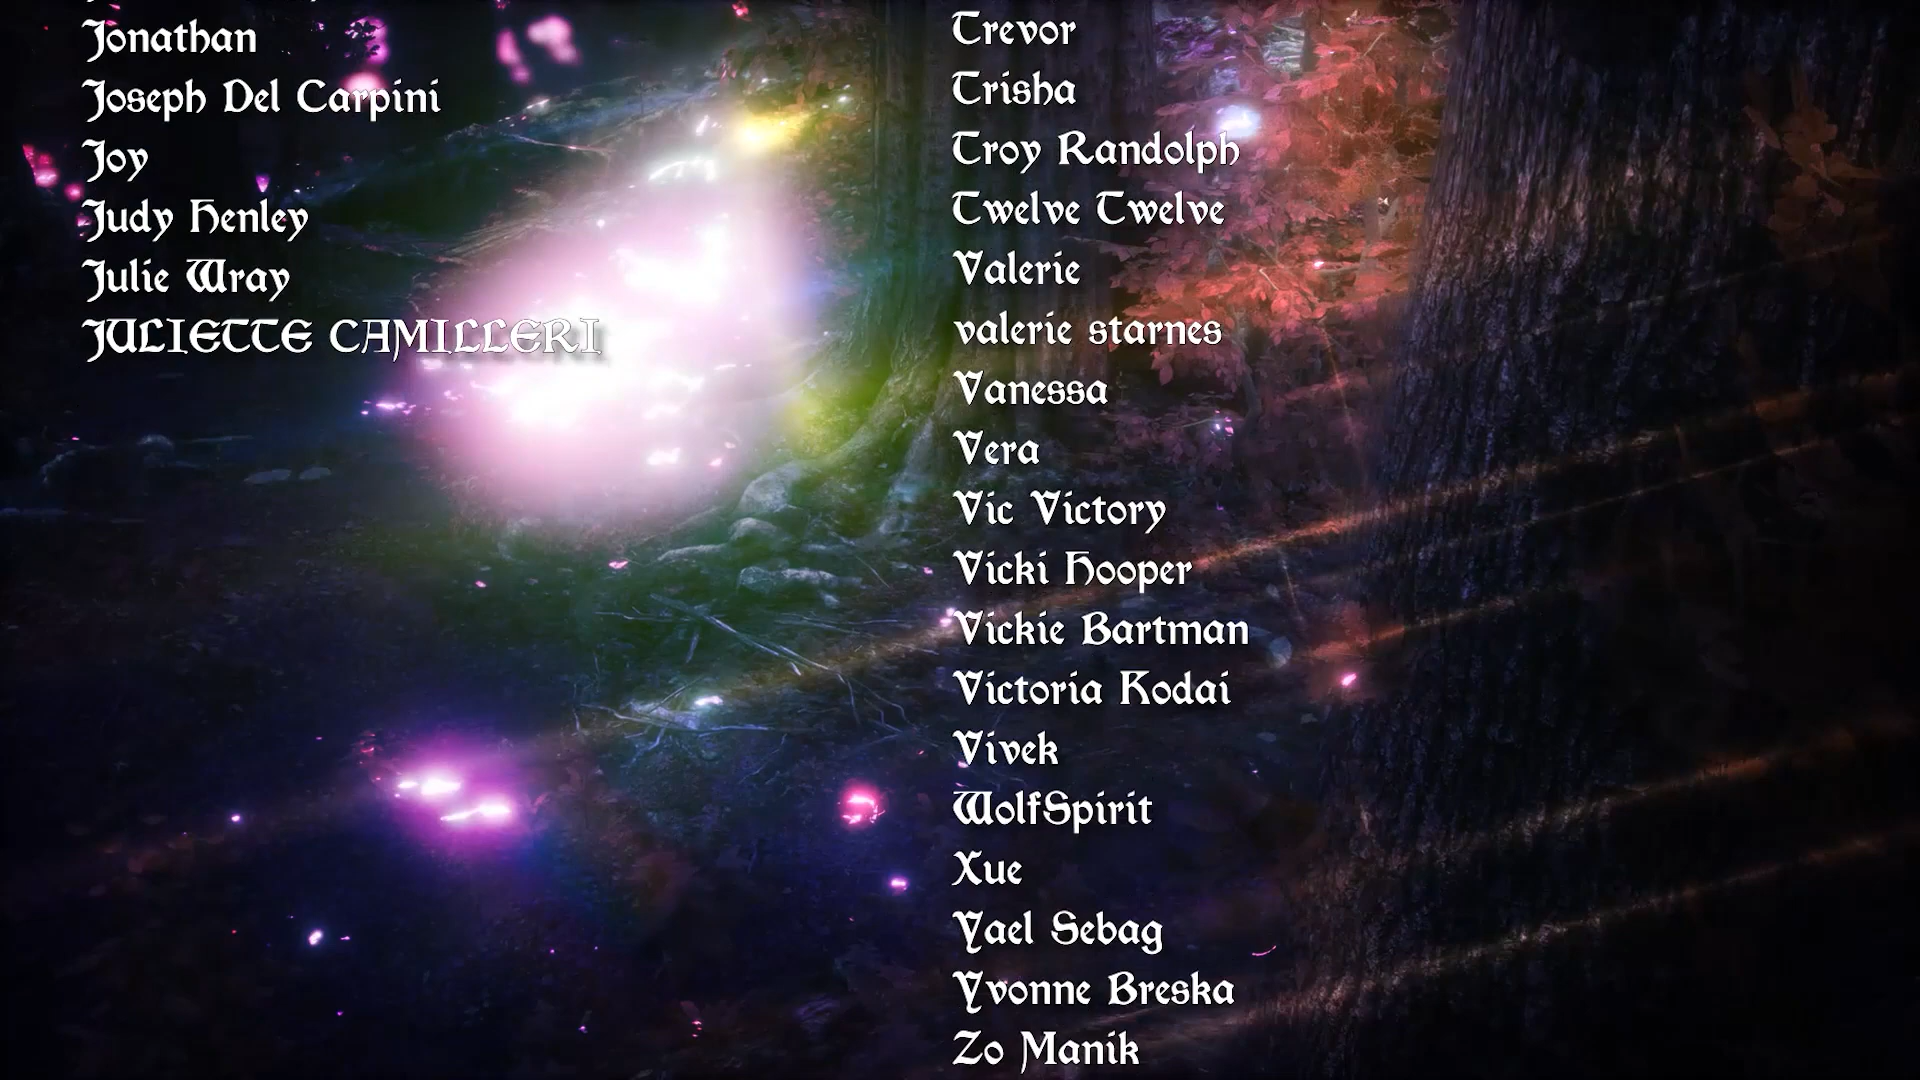 Jonathan
Joseph Del Carpini
Joy
Judy Henley
Julie Wray
JULIETTE CAMILLERI
Trevor
Trisha
Troy Randolph
Twelve Twelve
Valerie
valerie starnes
Vanessa
Vera
Vic Victory
Vicki Hooper
Vickie Bartman
Victoria Kodai
Vivek
WolfSpirit
Xue
Yael Sebag
Yvonne Breska
Zo Manik